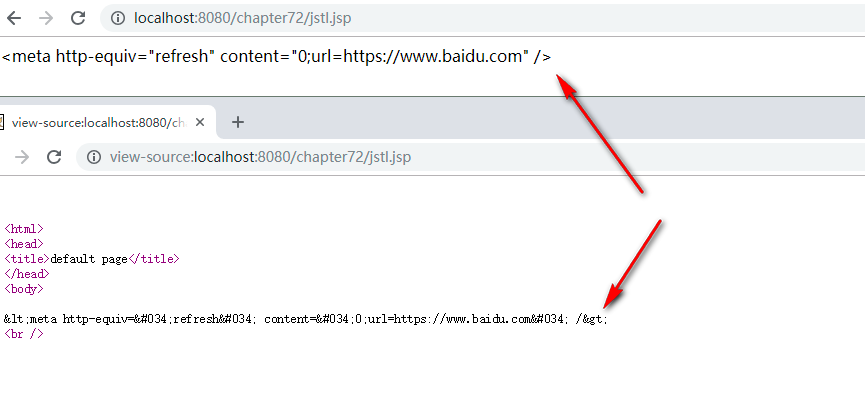 localhost:8080/chapter72/jstl.jsp
<meta http-equiv="refresh" content="0;url=https://www.baidu.com" />
view-source:localhost:8080/ch
view-source:localhost:8080/chapter72/jstl.jsp
<html>
<head>
<title>default page</title>
</head>
<body>
&lt;meta http-equiv=&#034;refresh&#034; content=&#034;0;url=https://www.baidu.com&#034; /&gt;
<br />